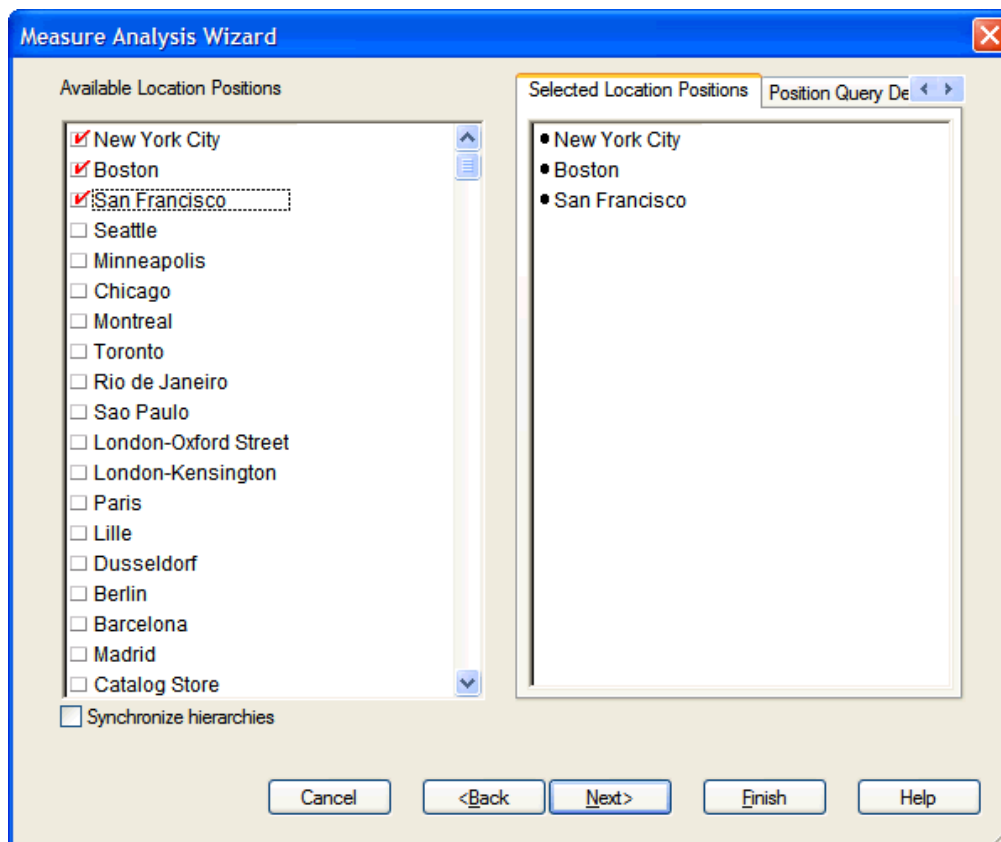 Measure Analysis Wizard
Available Location Positions
New York City
Boston
San Francisco
Seattle
Minneapolis
Chicago
Montreal
Toronto
Rio de Janeiro
Sao Paulo
London-Oxford Street
London-Kensington
Paris
Lille
Dusseldorf
Berlin
Barcelona
Madrid
Catalog Store
Synchronize hierarchies
Selected Location Positions
Position Query De
New York City
Boston
San Francisco
Cancel
<Back
Next>
Finish
Help